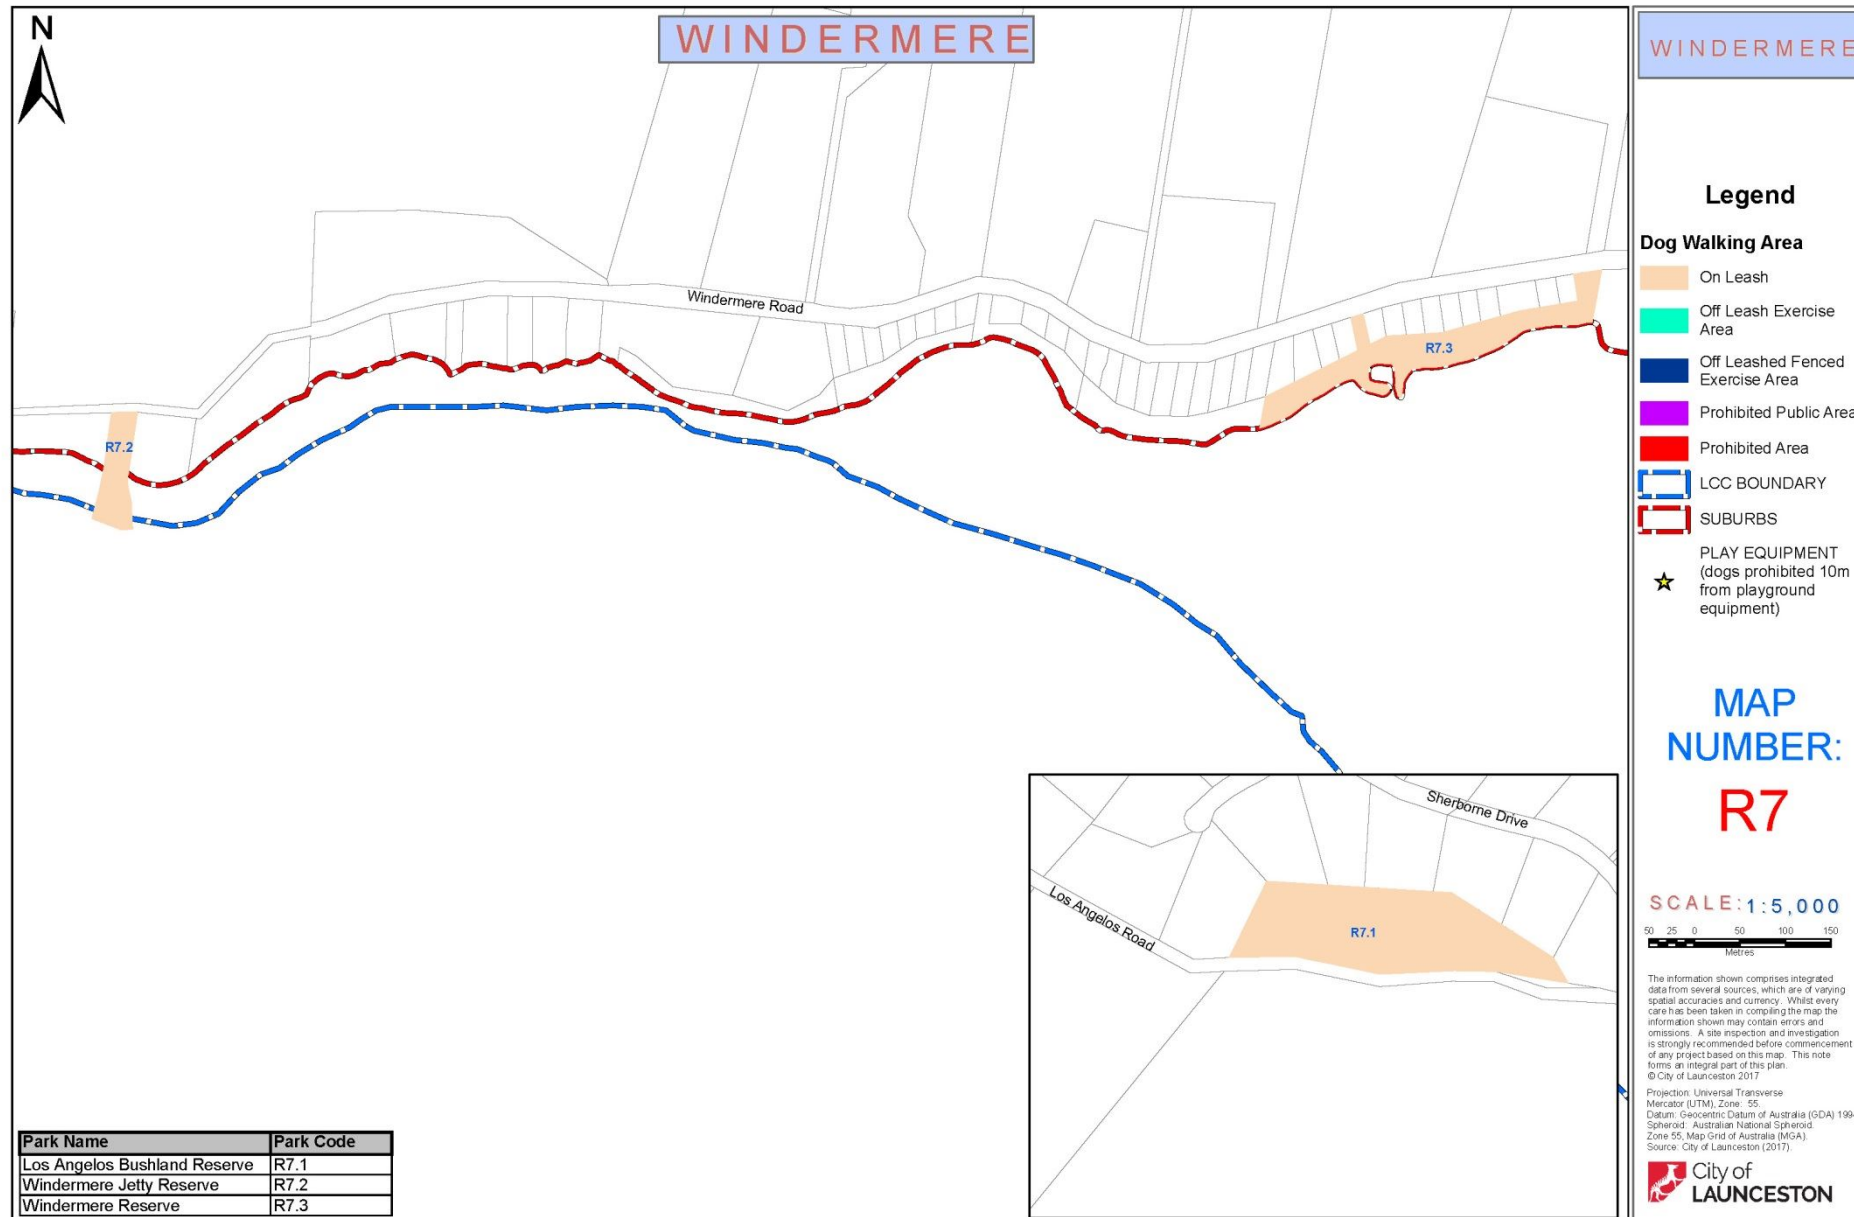 N
WINDERMERE
Windermere Road
R7.2
R7.3
Sherborne Drive
Los Angelos Road
R7.1
Park Name Park Code
Los Angelos Bushland Reserve R7.1
Windermere Jetty Reserve R7.2
Windermere Reserve R7.3
WINDERMERE
Legend
Dog Walking Area
On Leash
Off Leash Exercise
Area
Off Leashed Fenced
Exercise Area
Prohibited Public Area
Prohibited Area
LCC BOUNDARY
SUBURBS
PLAY EQUIPMENT
(dogs prohibited 10m
from playground
equipment)
MAP
NUMBER:
R7
SCALE: 1:5,000
50 25 0 50 100 150
Metres
The information shown comprises integrated
data from several sources, which are of varying
spatial accuracies and currency. Whilst every
care has been taken in compiling the map the
information shown may contain errors and
omissions. A site inspection and investigation
is strongly recommended before commencement
of any project based on this map. This note
forms an integral part of this plan.
© City of Launceston 2017
Projection: Universal Transverse
Mercator (UTM), Zone: 55.
Datum: Geocentric Datum of Australia (GDA)
Spheroid: Australian National Spheroid.
Zone 55, Map Grid of Australia (MGA).
Source: City of Launceston (2017).
City of
LAUNCESTON